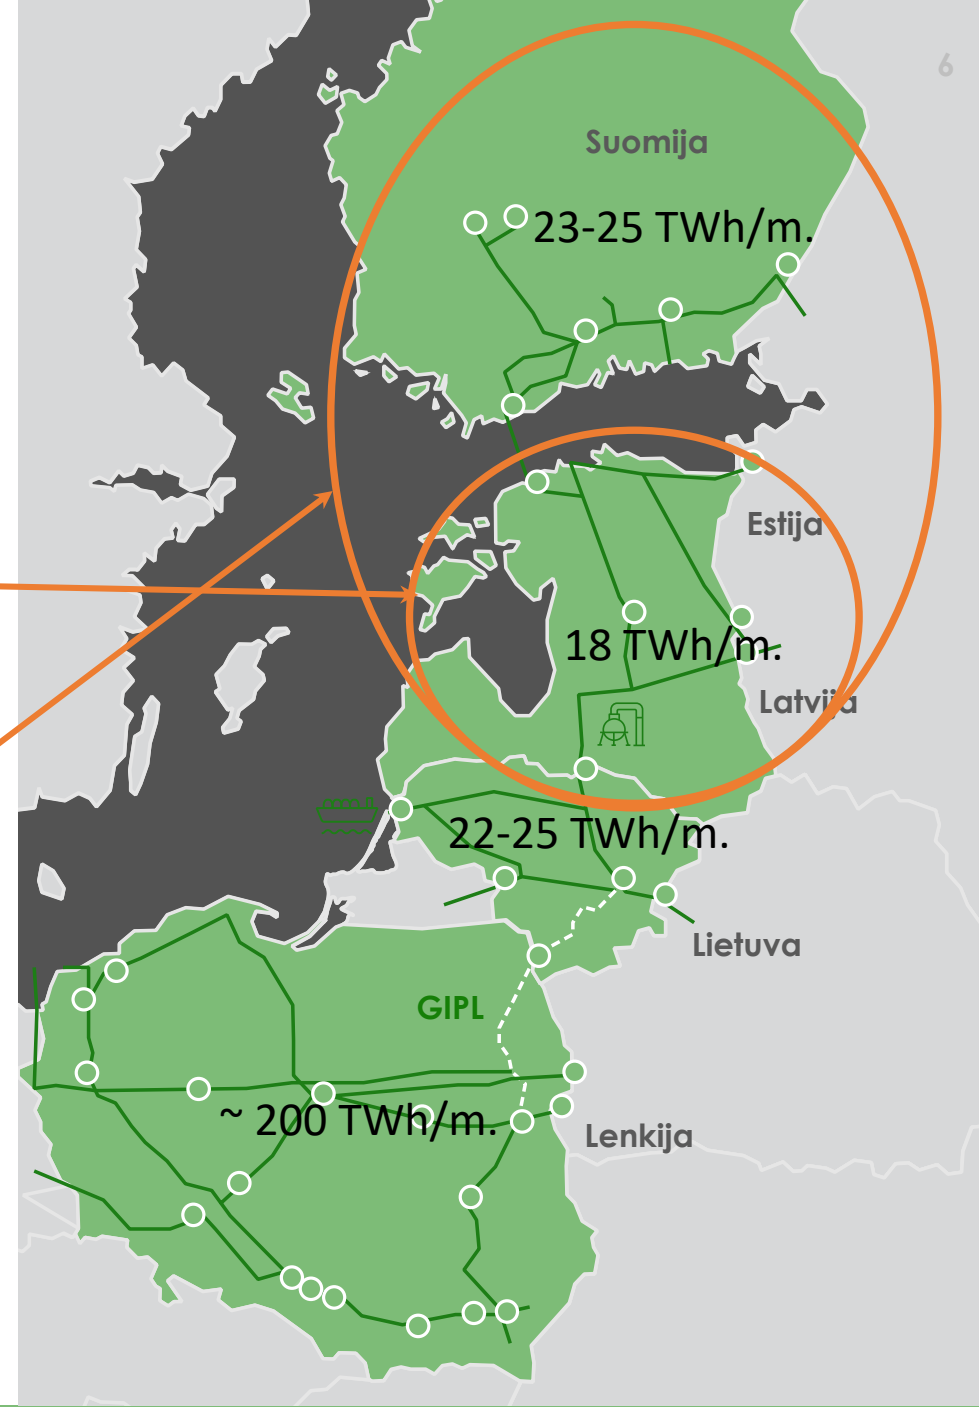 6
Suomija
23-25 TWh/m.
Estija
18 TWh/m.
Latvija
22-25 TWh/m.
Lietuva
GIPL
~ 200 TWh/m.
Lenkija